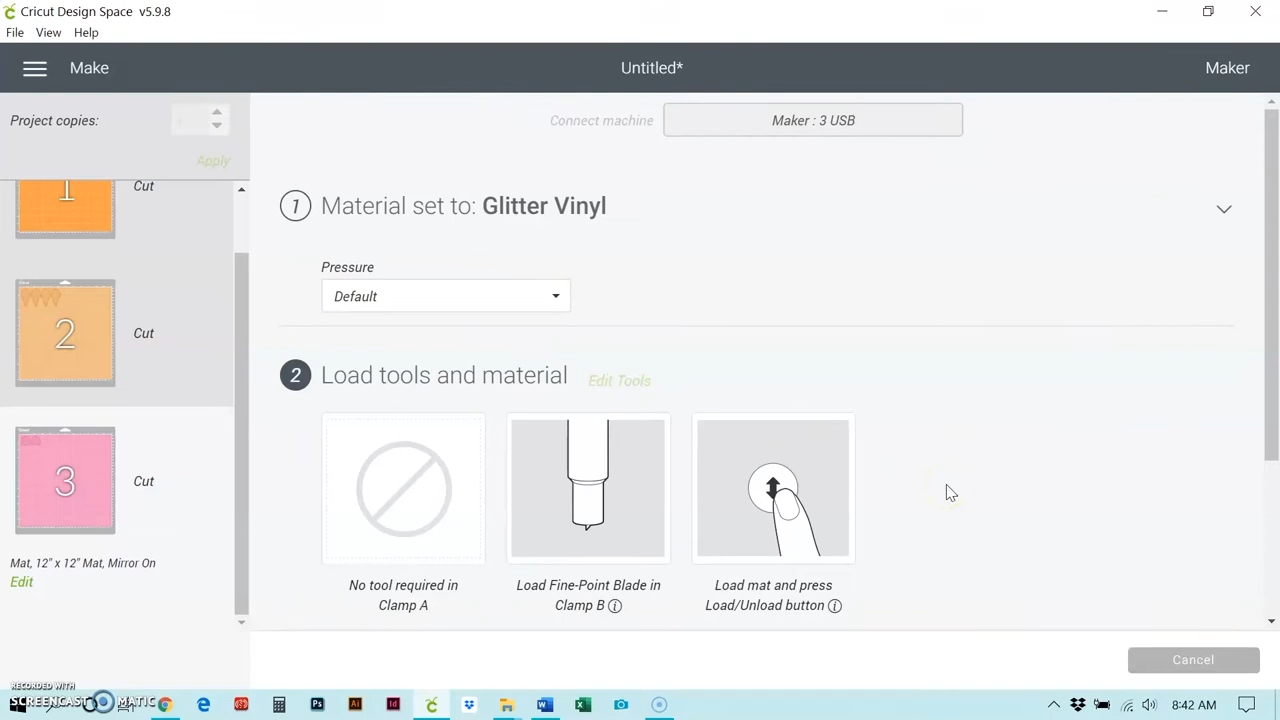 Cricut Design Space v5.9.8
File View Help
Make
Untitled*
Maker
Project copies:
Apply
Connect machine
Maker : 3 USB
1 Cut
2 Cut
3 Cut
Mat, 12" x 12" Mat, Mirror On
Edit
1 Material set to: Glitter Vinyl
Pressure
Default
2 Load tools and material Edit Tools
No tool required in
Clamp A
Load Fine-Point Blade in
Clamp B
Load mat and press
Load/Unload button
Cancel
RECORDED WITH
SCREENCAST MATIC
Ps Ai Id
8:42 AM